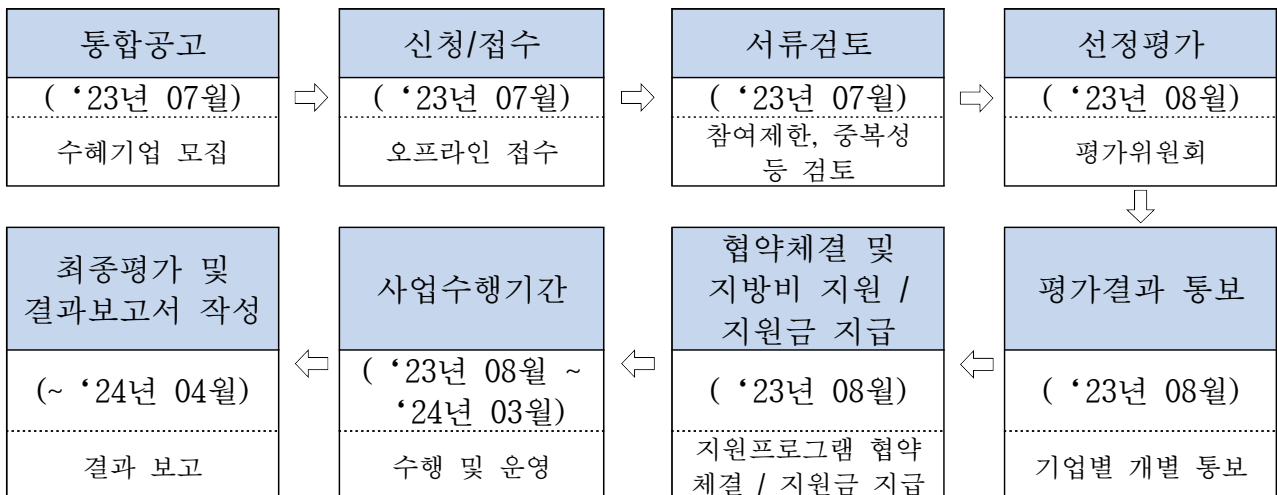 통합공고
( ‘23년 07월)
수혜기업 모집
신청/접수
( ‘23년 07월)
오프라인 접수
서류검토
( ‘23년 07월)
참여제한, 중복성
등 검토
선정평가
( ‘23년 08월)
평가위원회
평가결과 통보
( ‘23년 08월)
기업별 개별 통보
협약체결 및
지방비 지원 /
지원금 지급
( ‘23년 08월)
지원프로그램 협약
체결 / 지원금 지급
사업수행기간
( ‘23년 08월 ~
‘24년 03월)
수행 및 운영
최종평가 및
결과보고서 작성
(~ ‘24년 04월)
결과 보고